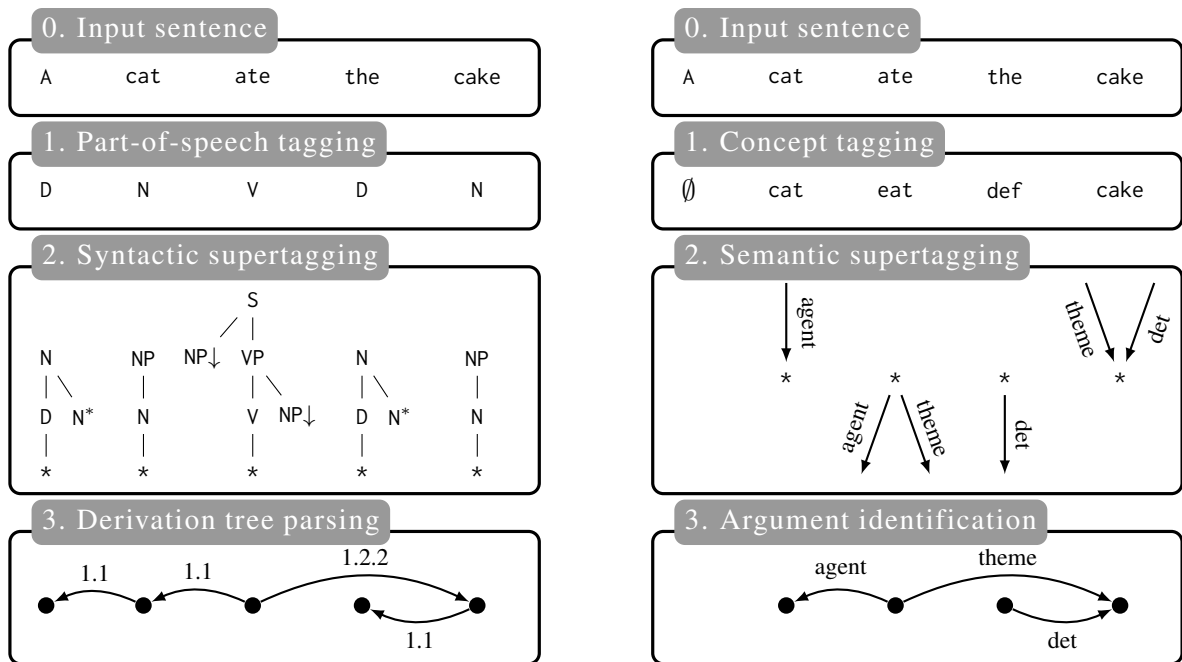 0. Input sentence
A cat ate the cake
1. Part-of-speech tagging
D N V D N
2. Syntactic supertagging
S
N NP NP↓ VP N NP
D N* N V NP↓ D N* N
* * * * *
3. Derivation tree parsing
1.1 1.1 1.2.2
1.1
0. Input sentence
A cat ate the cake
1. Concept tagging
∅ cat eat def cake
2. Semantic supertagging
agent theme det
* * * *
agent theme det
3. Argument identification
agent theme
det